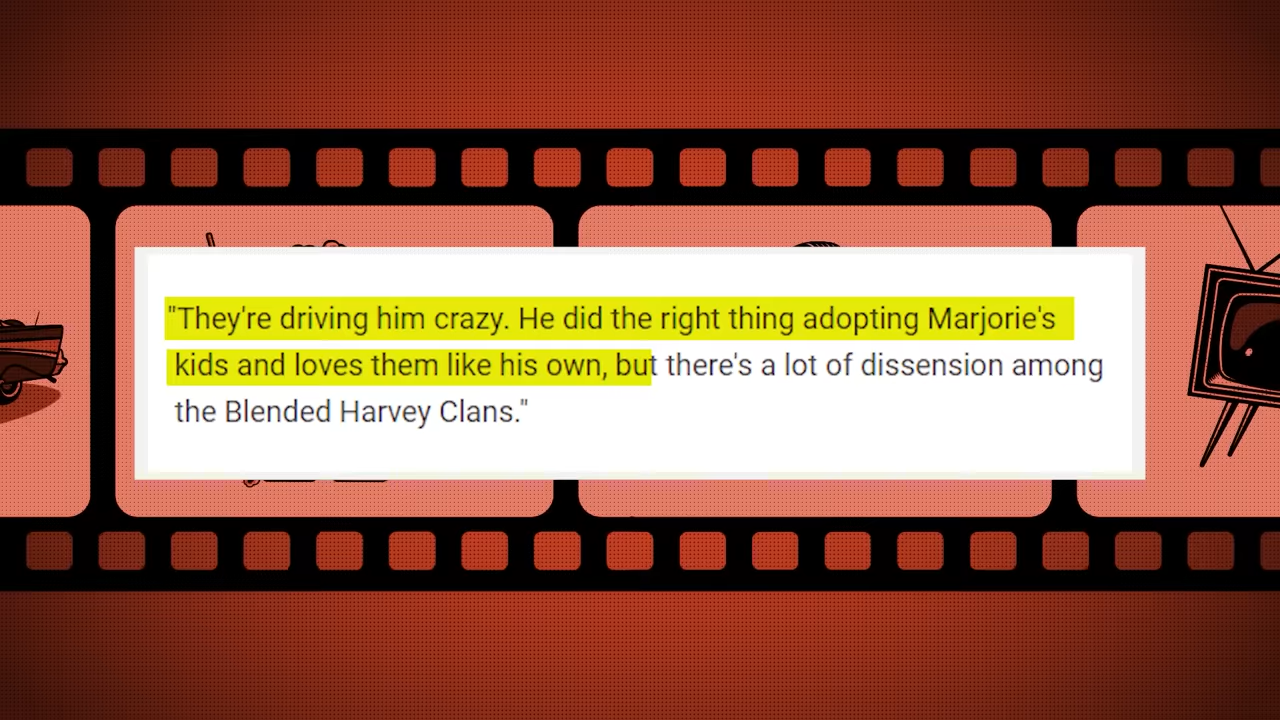 "They're driving him crazy. He did the right thing adopting Marjorie's
kids and loves them like his own, but there's a lot of dissension among
the Blended Harvey Clans."